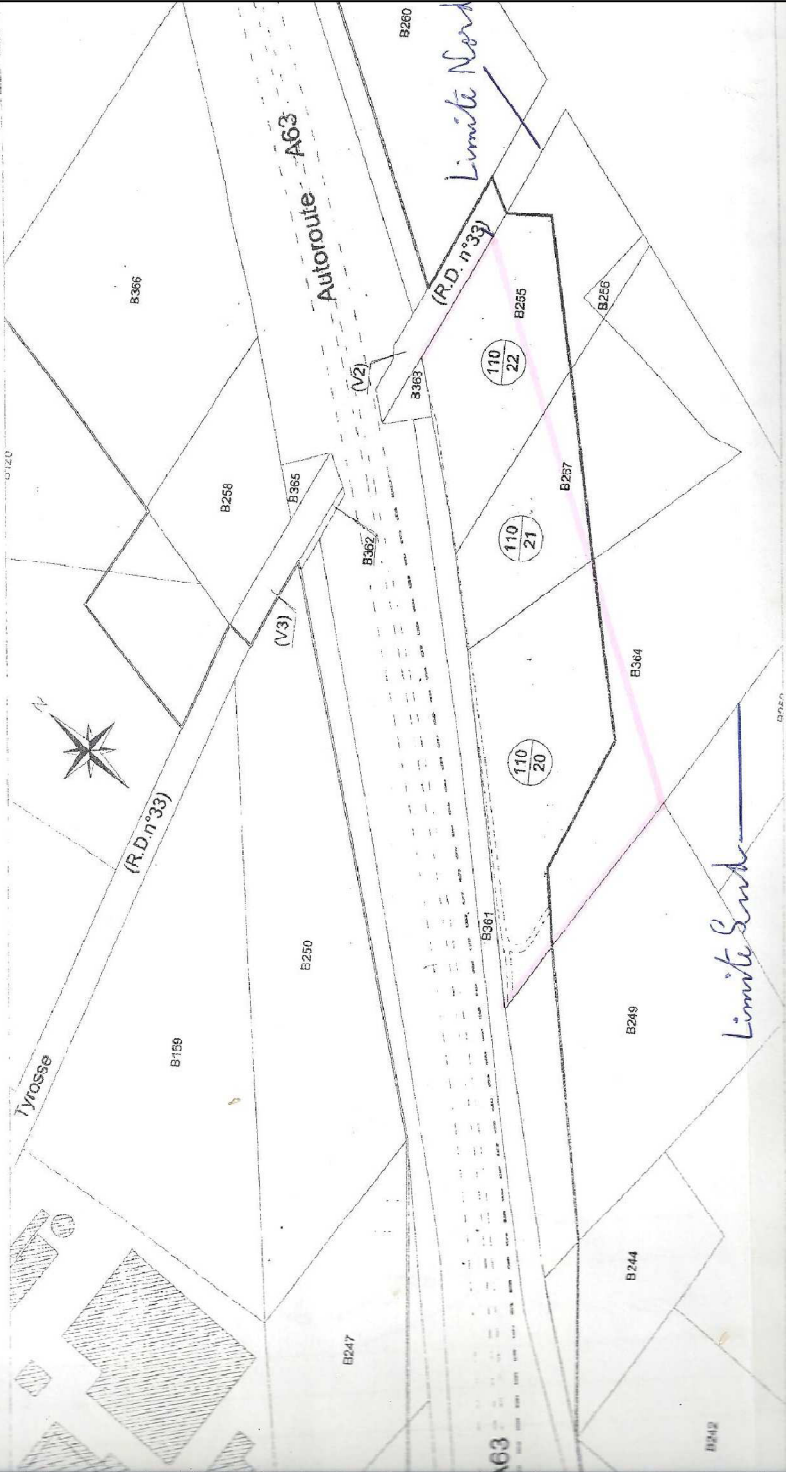 B260
Limite Nord
B366
Autoroute A63
(R.D. n°33)
B255
B256
(V2)
110
22
B363
B258
B365
B257
B362
110
21
(V3)
B364
N
110
20
(R.D.n°33)
B361
B250
B249
Limite Sud
B159
Tyrosse
B244
B247
B242
A63